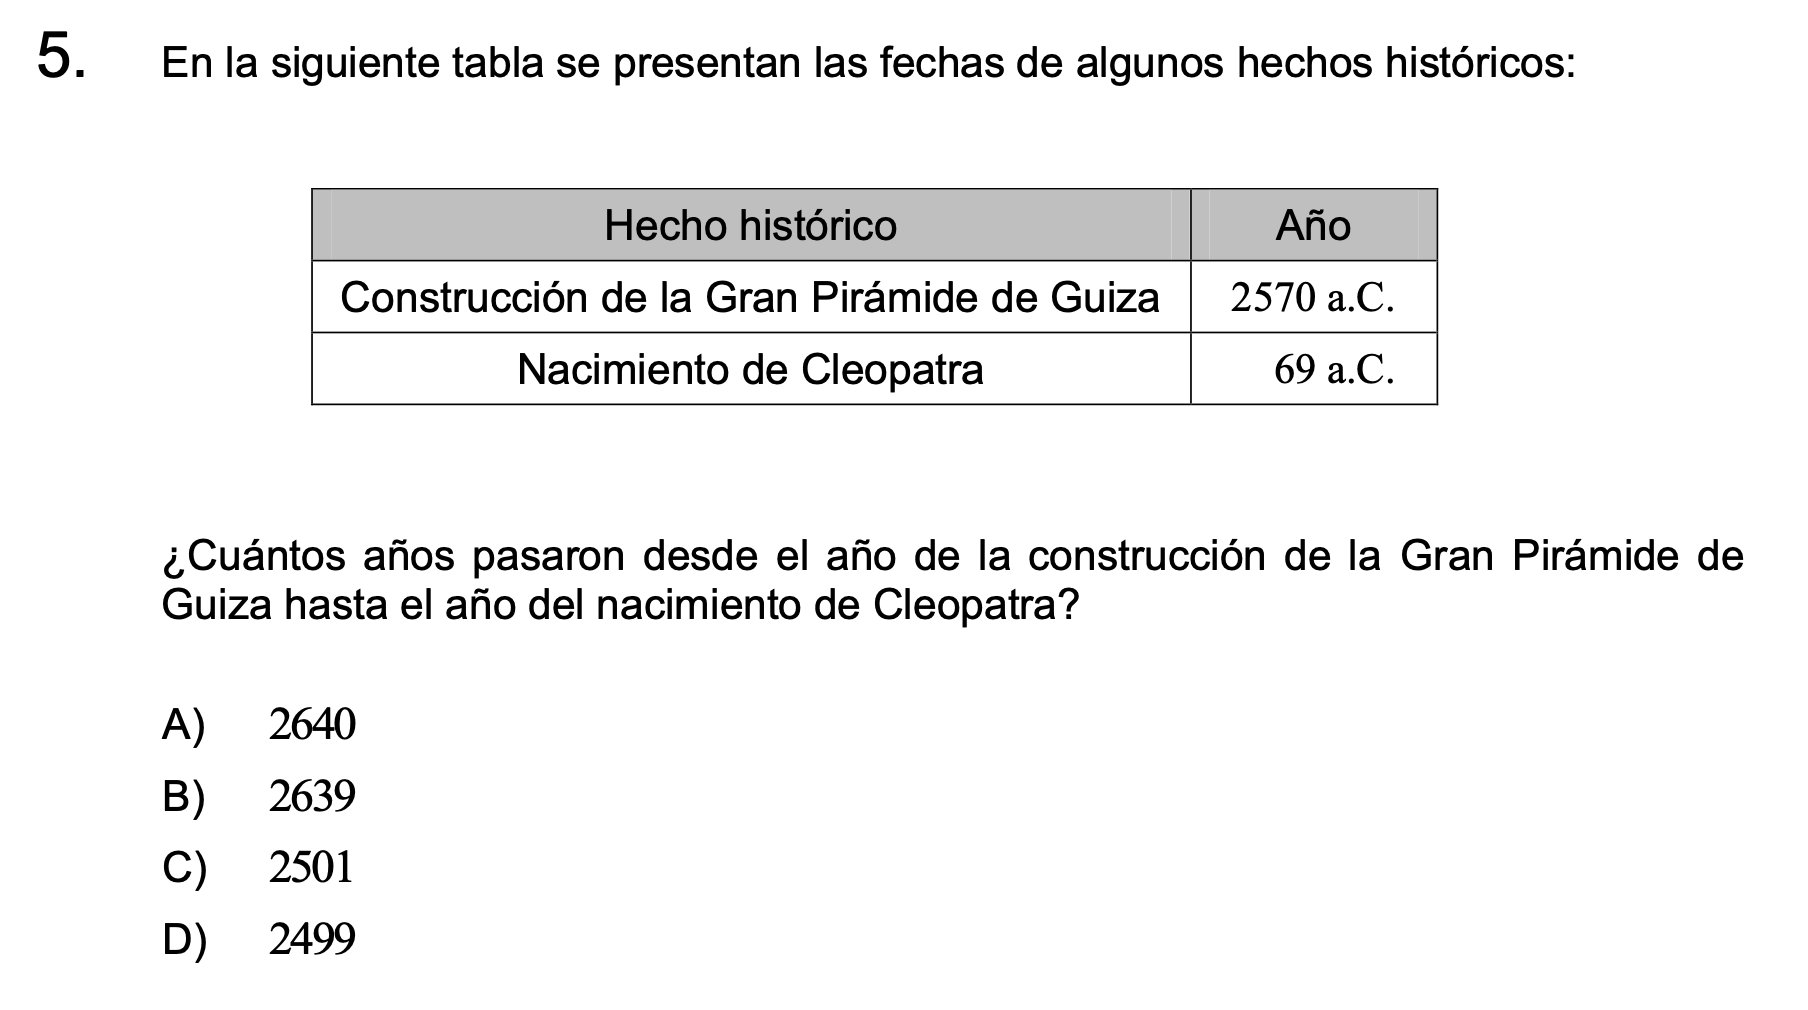 5. En la siguiente tabla se presentan las fechas de algunos hechos históricos:
Hecho histórico Año
Construcción de la Gran Pirámide de Guiza 2570 a.C.
Nacimiento de Cleopatra 69 a.C.
¿Cuántos años pasaron desde el año de la construcción de la Gran Pirámide de
Guiza hasta el año del nacimiento de Cleopatra?
A) 2640
B) 2639
C) 2501
D) 2499